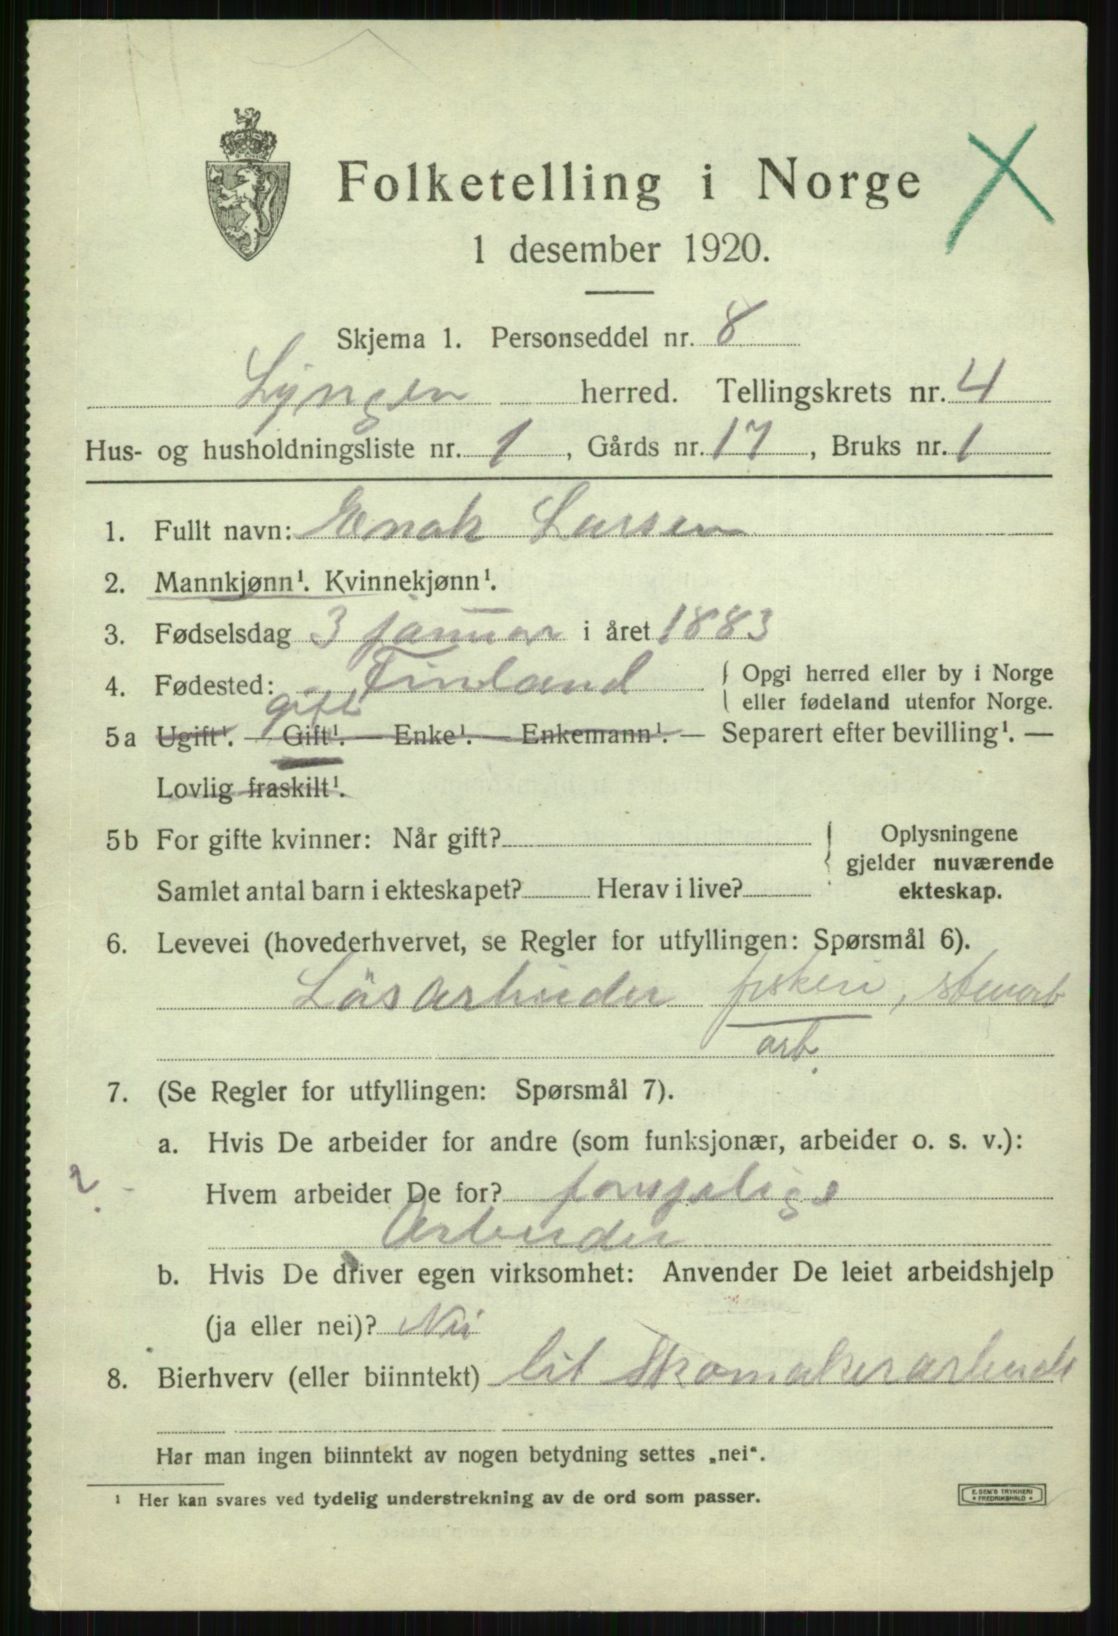 Folketelling i Norge
1 desember 1920.
Skjema 1. Personseddel nr. 8
Lyngen herred. Tellingskrets nr. 4
Hus- og husholdningsliste nr. 1, Gårds nr. 17, Bruks nr. 1
1. Fullt navn: Enok Larsen
2. Mannkjønn¹. Kvinnekjønn¹.
3. Fødselsdag 3 januar i året 1883
4. Fødested: Finland { Opgi herred eller by i Norge
eller fødeland utenfor Norge.
gift
5a Ugift¹. — Gift¹. — Enke¹. — Enkemann¹. — Separert efter bevilling¹. —
Lovlig fraskilt¹.
5b For gifte kvinner: Når gift? { Oplysningene
gjelder nuværende
Samlet antal barn i ekteskapet? Herav i live? ekteskap.
6. Levevei (hovederhvervet, se Regler for utfyllingen: Spørsmål 6).
Lösarbeider fiskeri,
arb.
7. (Se Regler for utfyllingen: Spørsmål 7).
a. Hvis De arbeider for andre (som funksjonær, arbeider o. s. v.):
2 - Hvem arbeider De for?
Arbeider
b. Hvis De driver egen virksomhet: Anvender De leiet arbeidshjelp
(ja eller nei)? Nei
8. Bierhverv (eller biinntekt) lit Skomakerarbeide
Har man ingen biinntekt av nogen betydning settes „nei“.
¹ Her kan svares ved tydelig understrekning av de ord som passer.
E. SEM'S TRYKKERI
FREDRIKSHALD